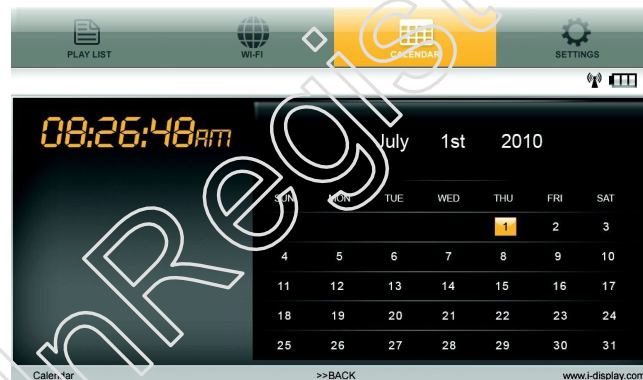 PLAY LIST WI-FI CALENDAR SETTINGS
08:26:48AM
July 1st 2010
SUN MON TUE WED THU FRI SAT
1 2 3
4 5 6 7 8 9 10
11 12 13 14 15 16 17
18 19 20 21 22 23 24
25 26 27 28 29 30 31
Calendar >>BACK www.i-display.com
inRegist